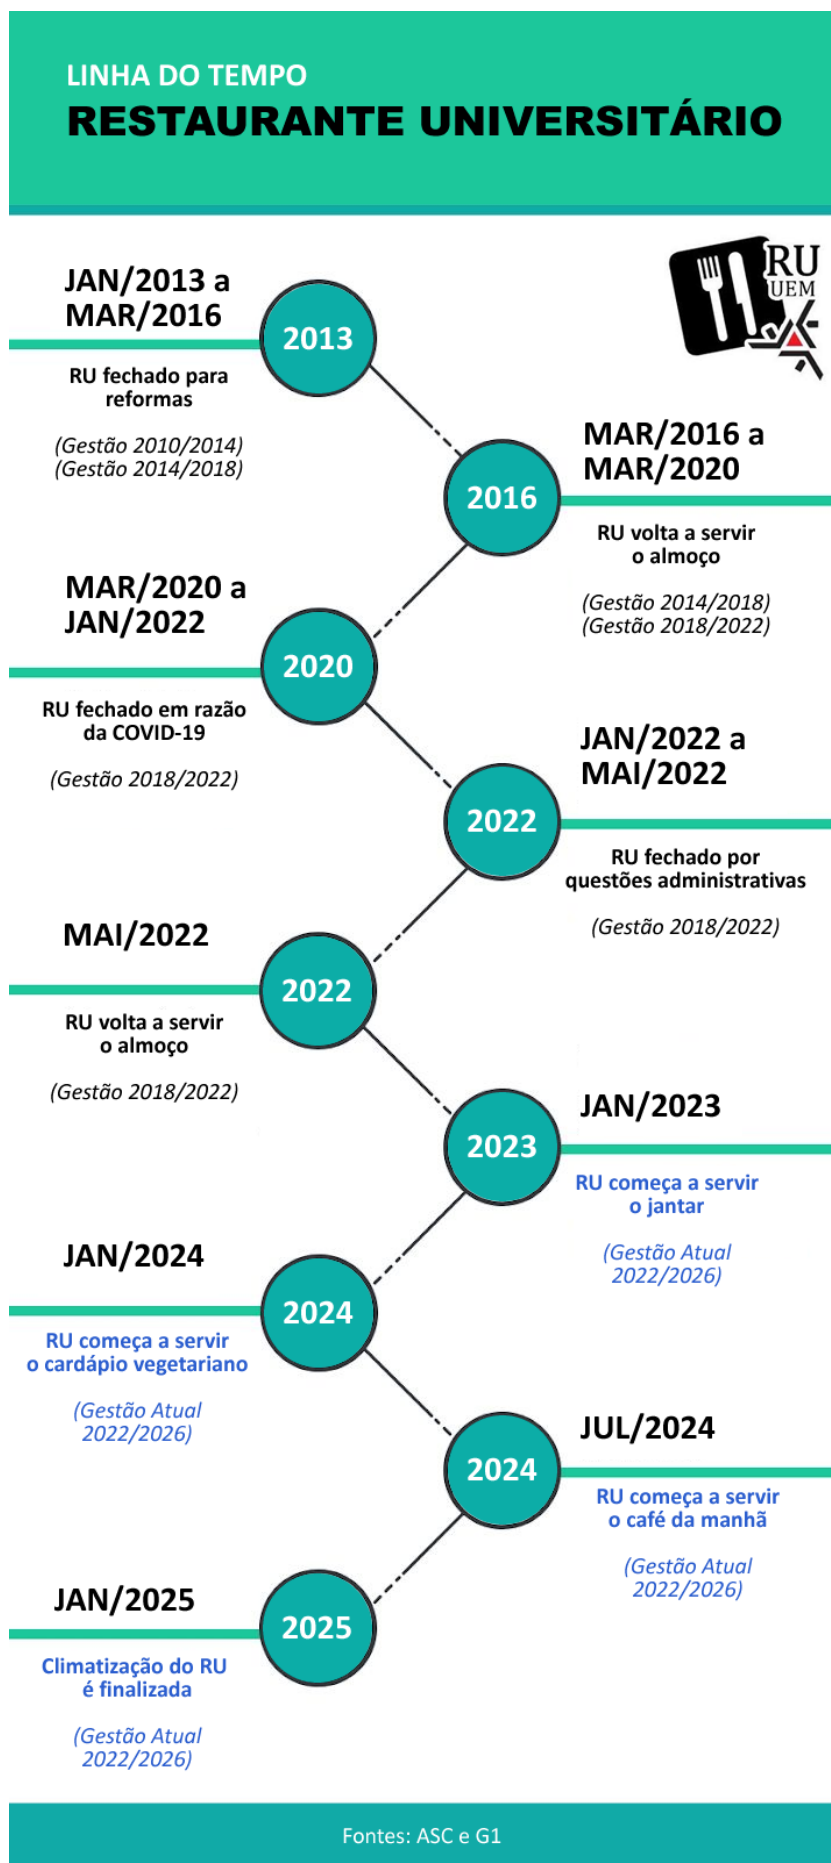 LINHA DO TEMPO
RESTAURANTE UNIVERSITÁRIO
RU
UEM
JAN/2013 a
MAR/2016
2013
RU fechado para
reformas
(Gestão 2010/2014)
(Gestão 2014/2018)
MAR/2016 a
MAR/2020
2016
RU volta a servir
o almoço
(Gestão 2014/2018)
(Gestão 2018/2022)
MAR/2020 a
JAN/2022
2020
RU fechado em razão
da COVID-19
(Gestão 2018/2022)
JAN/2022 a
MAI/2022
2022
RU fechado por
questões administrativas
(Gestão 2018/2022)
MAI/2022
2022
RU volta a servir
o almoço
(Gestão 2018/2022)
JAN/2023
2023
RU começa a servir
o jantar
(Gestão Atual
2022/2026)
JAN/2024
2024
RU começa a servir
o cardápio vegetariano
(Gestão Atual
2022/2026)
JUL/2024
2024
RU começa a servir
o café da manhã
(Gestão Atual
2022/2026)
JAN/2025
2025
Climatização do RU
é finalizada
(Gestão Atual
2022/2026)
Fontes: ASC e G1